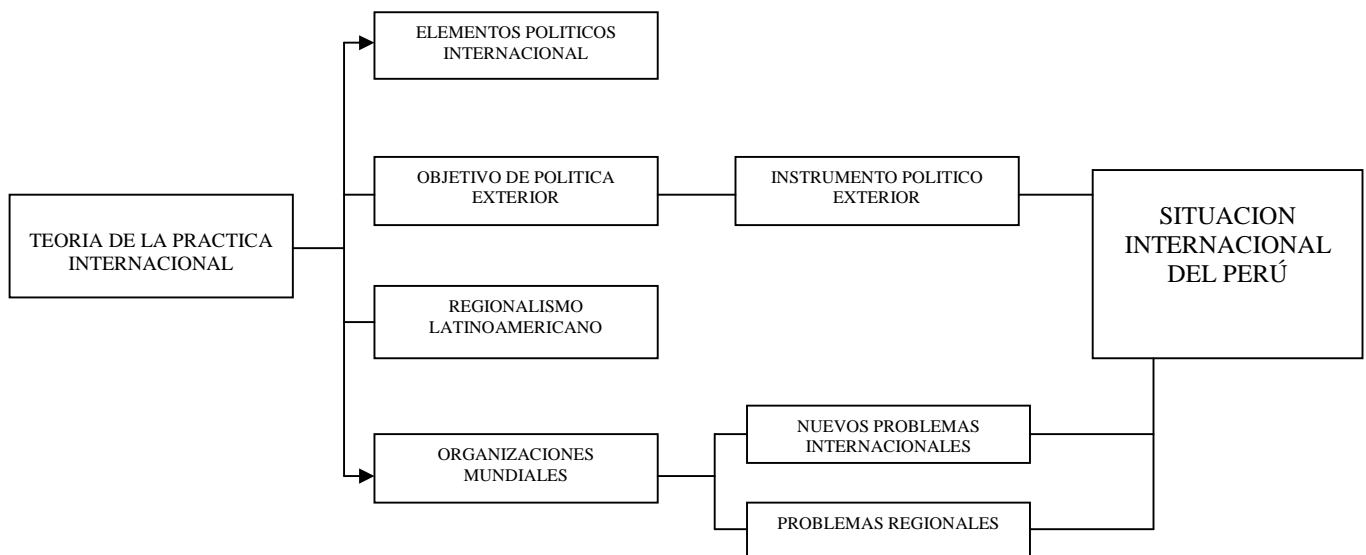 ELEMENTOS POLITICOS
INTERNACIONAL
OBJETIVO DE POLITICA
EXTERIOR
INSTRUMENTO POLITICO
EXTERIOR
SITUACION
INTERNACIONAL
DEL PERÚ
TEORIA DE LA PRACTICA
INTERNACIONAL
REGIONALISMO
LATINOAMERICANO
ORGANIZACIONES
MUNDIALES
NUEVOS PROBLEMAS
INTERNACIONALES
PROBLEMAS REGIONALES